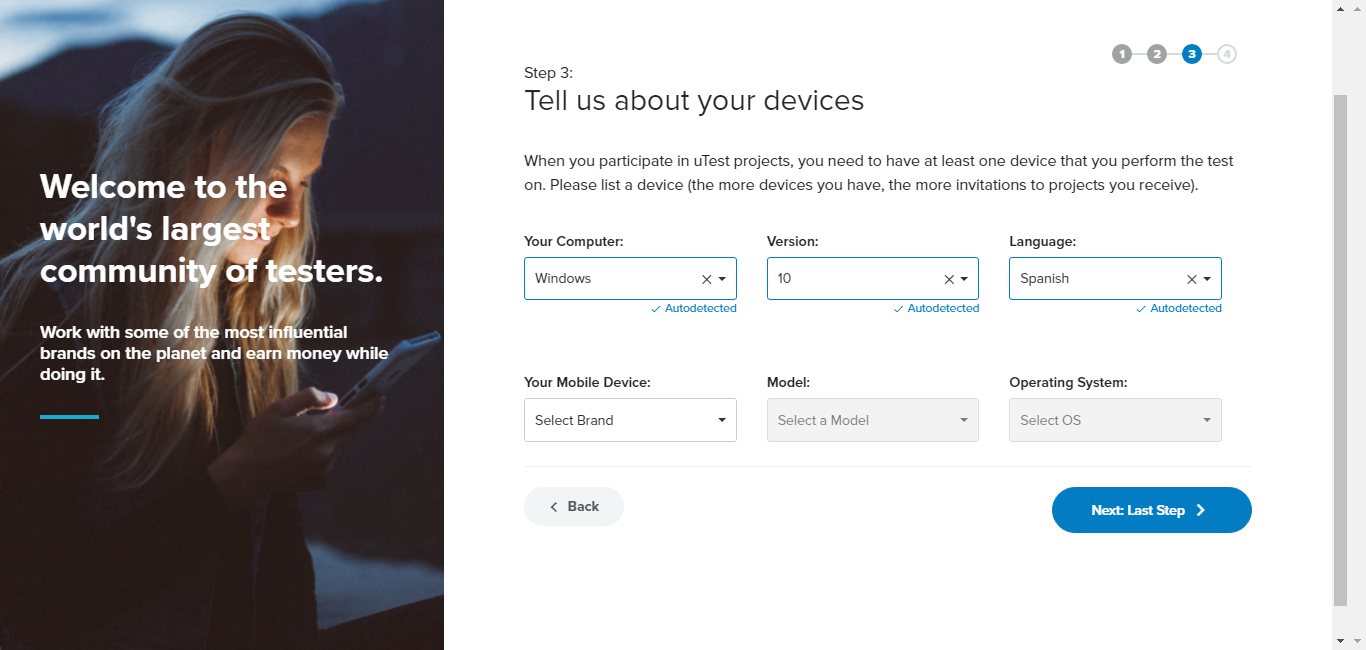 Welcome to the
world's largest
community of testers.
Work with some of the most influential
brands on the planet and earn money while
doing it.
1 2 3 4
Step 3:
Tell us about your devices
When you participate in uTest projects, you need to have at least one device that you perform the test
on. Please list a device (the more devices you have, the more invitations to projects you receive).
Your Computer: Version: Language:
Windows 10 Spanish
Autodetected Autodetected Autodetected
Your Mobile Device: Model: Operating System:
Select Brand Select a Model Select OS
Back Next: Last Step